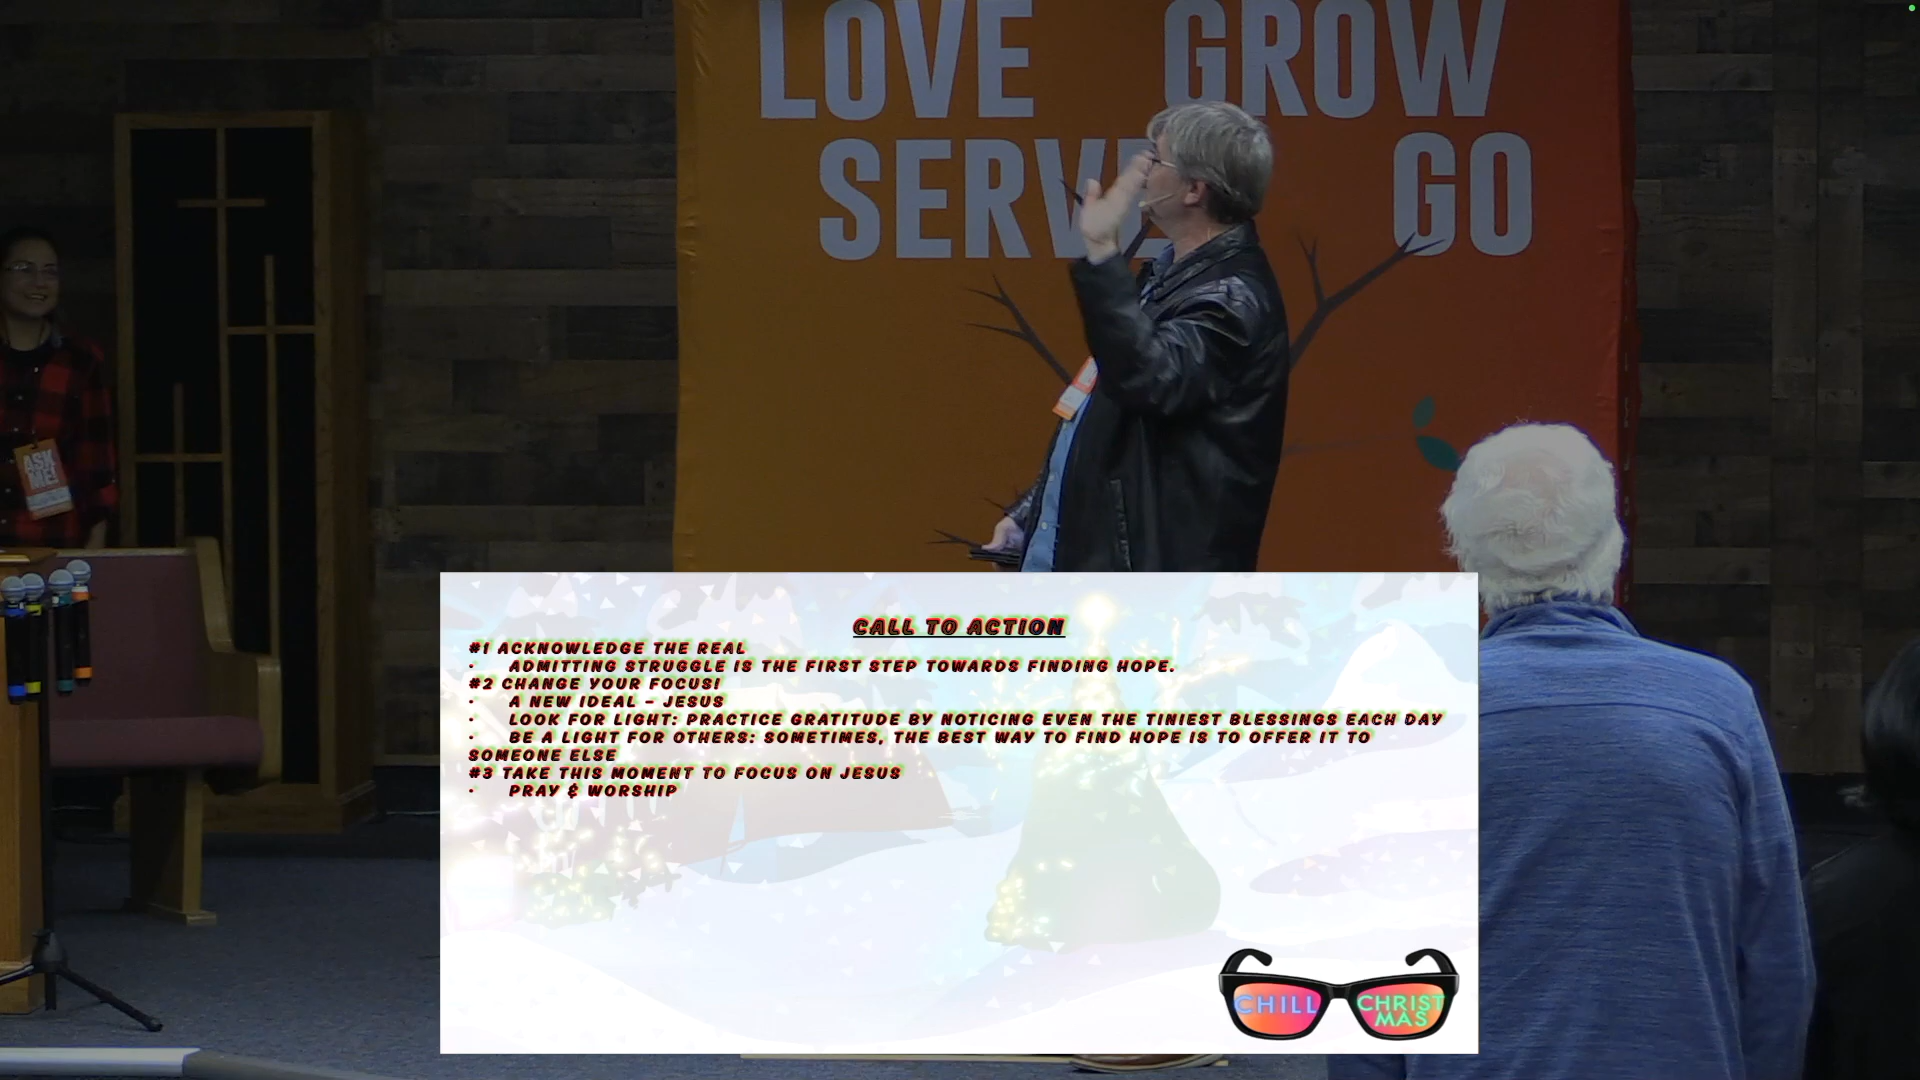 LOVE GROW
SERVE GO
ASK
ME!
CALL TO ACTION
#1 ACKNOWLEDGE THE REAL
· ADMITTING STRUGGLE IS THE FIRST STEP TOWARDS FINDING HOPE.
#2 CHANGE YOUR FOCUS!
· A NEW IDEAL – JESUS
· LOOK FOR LIGHT: PRACTICE GRATITUDE BY NOTICING EVEN THE TINIEST BLESSINGS EACH DAY
· BE A LIGHT FOR OTHERS: SOMETIMES, THE BEST WAY TO FIND HOPE IS TO OFFER IT TO
SOMEONE ELSE
#3 TAKE THIS MOMENT TO FOCUS ON JESUS
· PRAY & WORSHIP
CHILL CHRIST
MAS